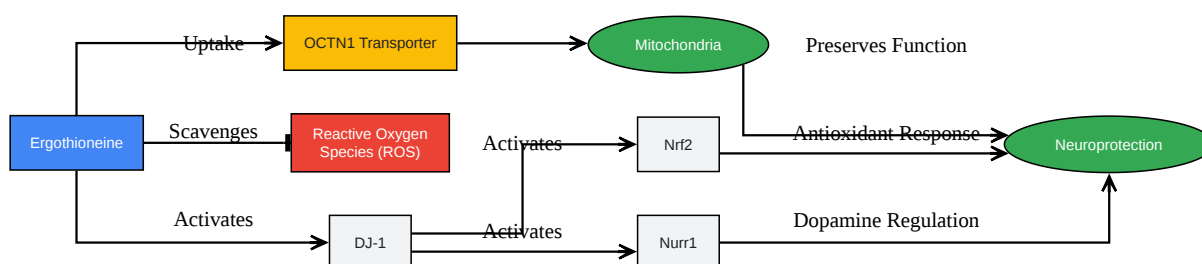 Uptake
OCTN1 Transporter
Mitochondria
Preserves Function
Ergothioneine
Scavenges
Reactive Oxygen
Species (ROS)
Activates
Nrf2
Antioxidant Response
Neuroprotection
Activates
DJ-1
Activates
Nurr1
Dopamine Regulation